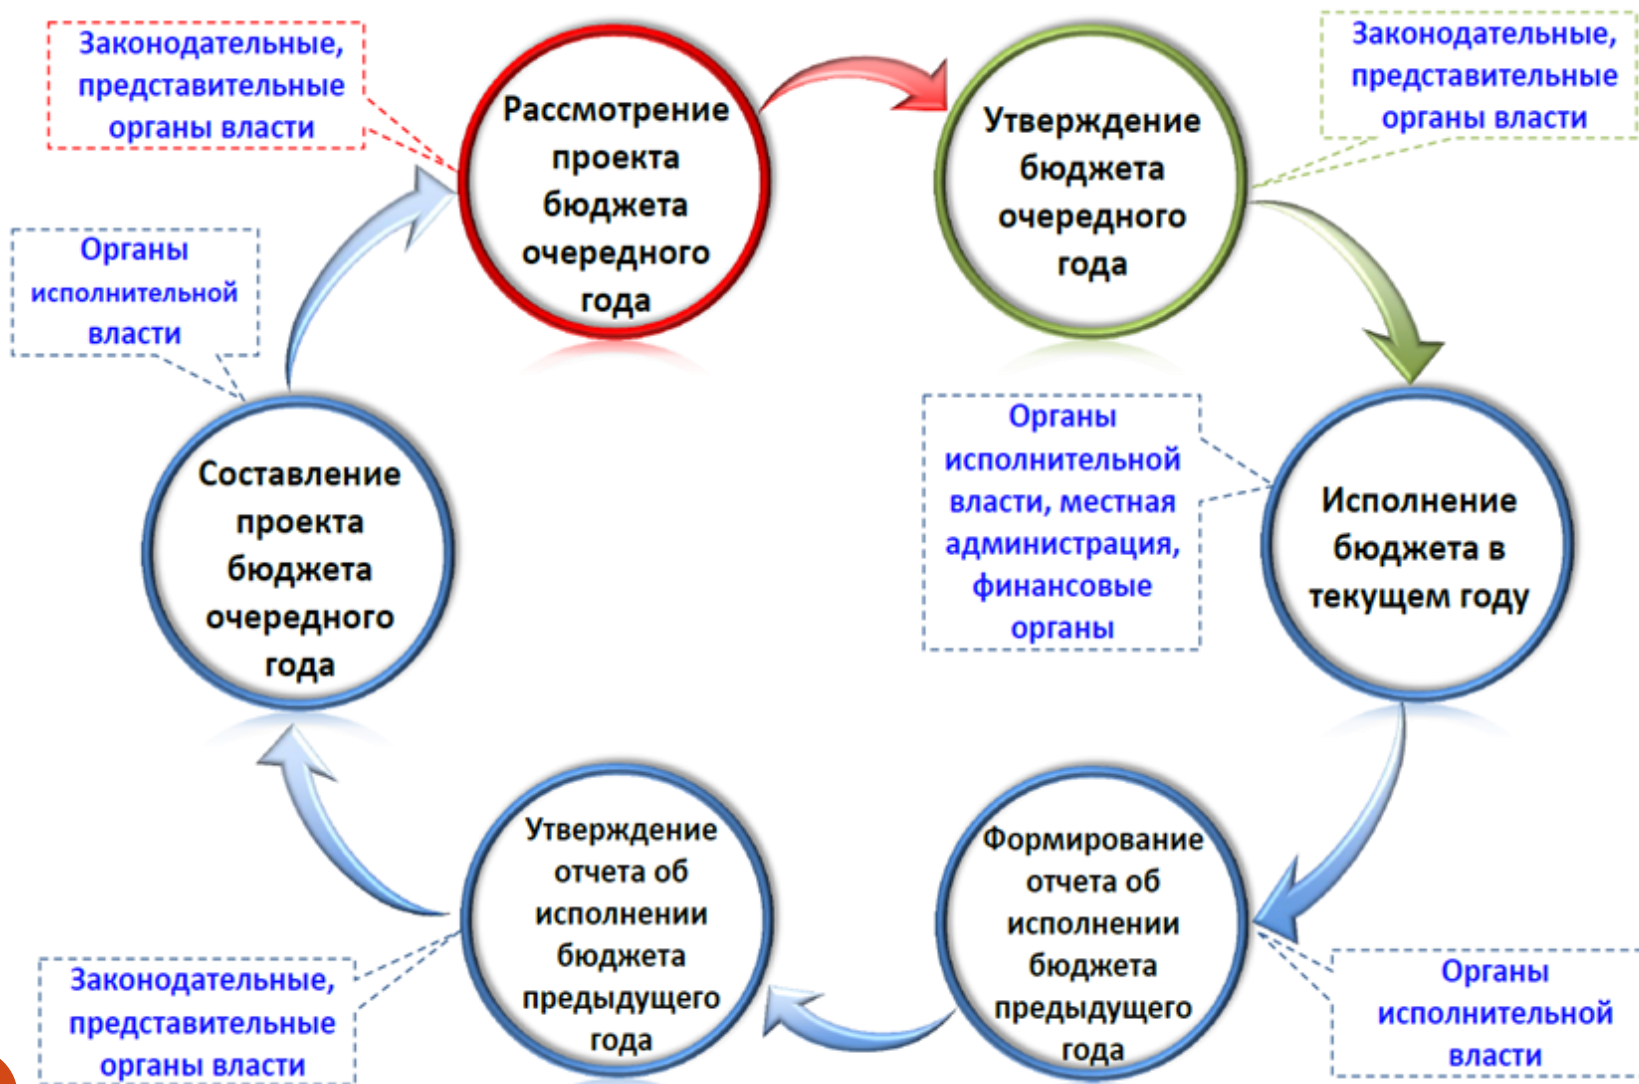 Законодательные,
представительные
органы власти
Рассмотрение
проекта
бюджета
очередного
года
Утверждение
бюджета
очередного
года
Законодательные,
представительные
органы власти
Органы
исполнительной
власти
Составление
проекта
бюджета
очередного
года
Органы
исполнительной
власти, местная
администрация,
финансовые
органы
Исполнение
бюджета в
текущем году
Утверждение
отчета об
исполнении
бюджета
предыдущего
года
Формирование
отчета об
исполнении
бюджета
предыдущего
года
Законодательные,
представительные
органы власти
Органы
исполнительной
власти